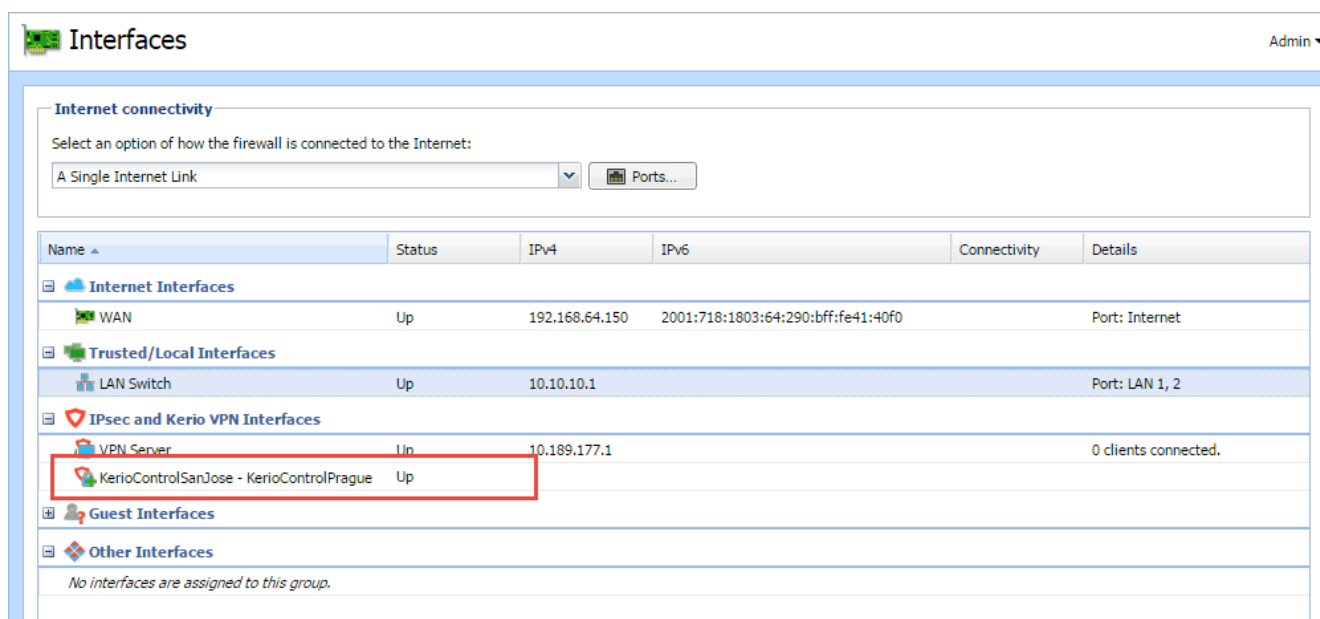 Interfaces
Admin
Internet connectivity
Select an option of how the firewall is connected to the Internet:
A Single Internet Link Ports...
Name Status IPv4 IPv6 Connectivity Details
Internet Interfaces
WAN Up 192.168.64.150 2001:718:1803:64:290:bff:fe41:40f0 Port: Internet
Trusted/Local Interfaces
LAN Switch Up 10.10.10.1 Port: LAN 1, 2
IPsec and Kerio VPN Interfaces
VPN Server Up 10.189.177.1 0 clients connected.
KerioControlSanJose - KerioControlPrague Up
Guest Interfaces
Other Interfaces
No interfaces are assigned to this group.